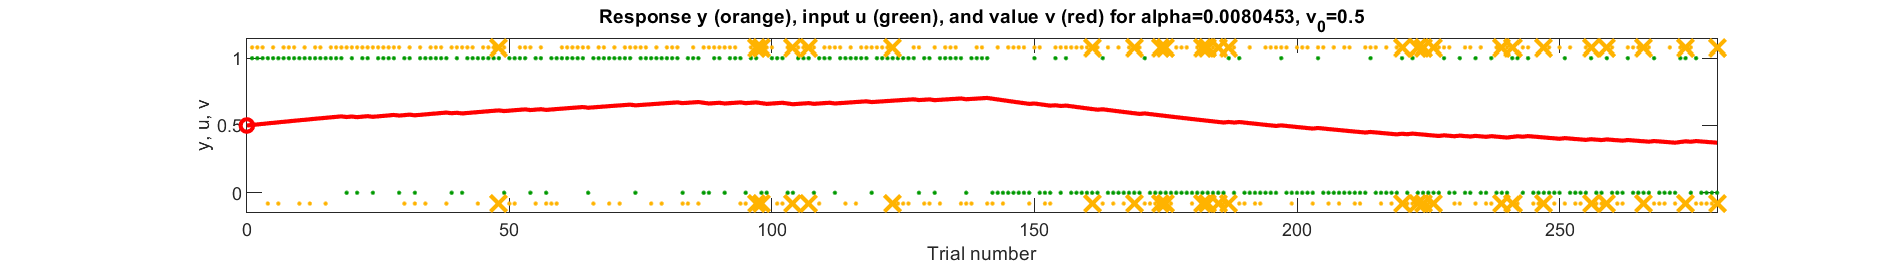 Response y (orange), input u (green), and value v (red) for alpha=0.0080453, v0=0.5
y, u, v
1
0.5
0
0 50 100 150 200 250
Trial number